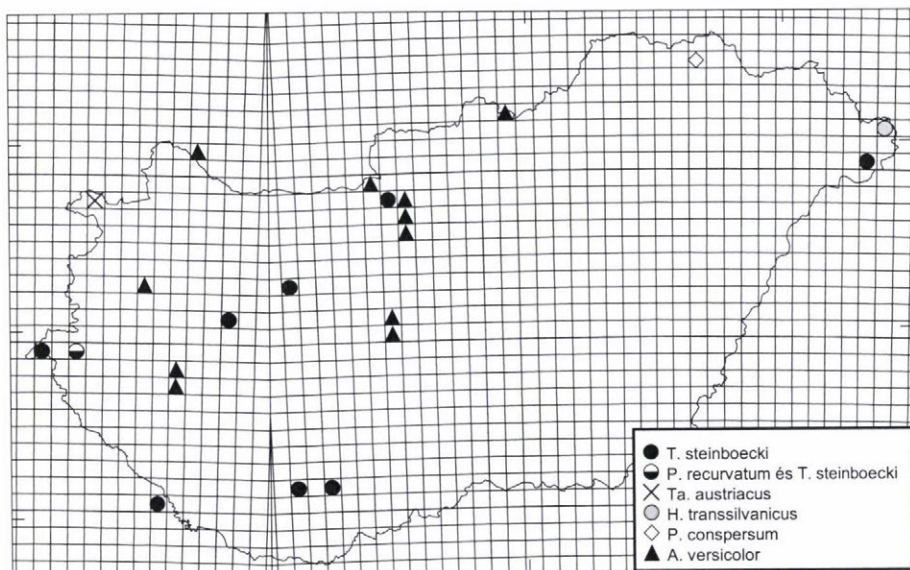 T. steinboecki
P. recurvatum és T. steinboecki
Ta. austriacus
H. transsilvanicus
P. conspersum
A. versicolor